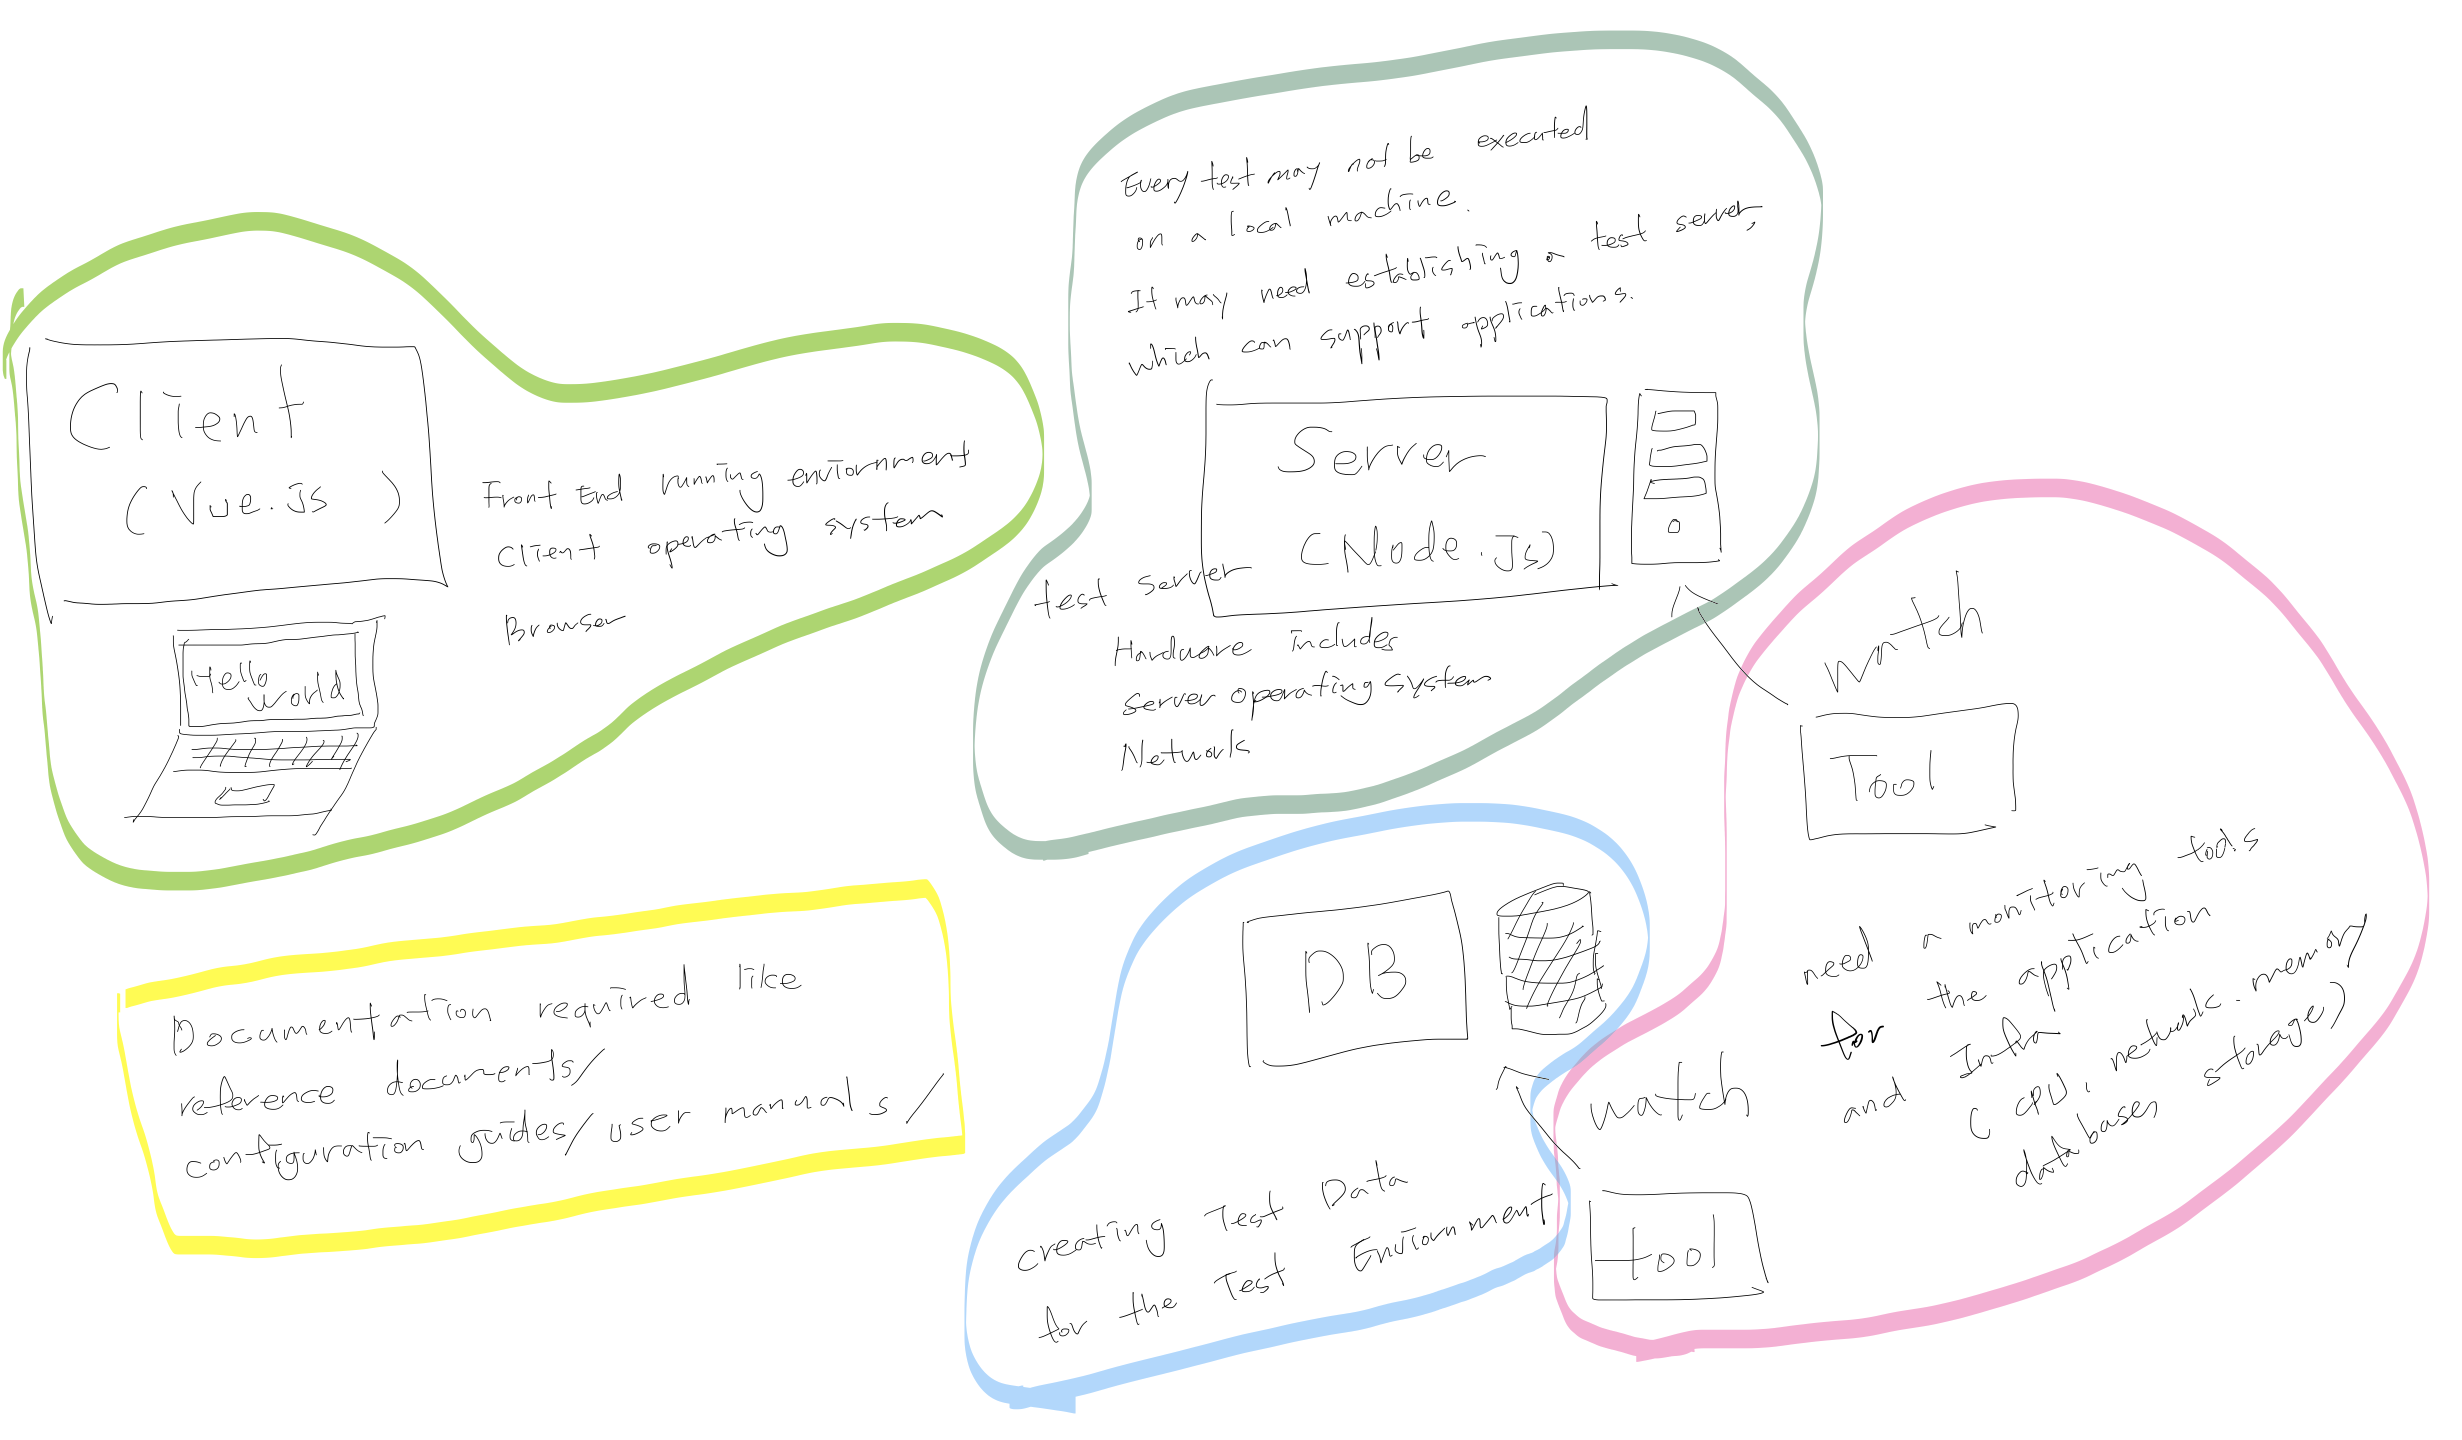 Client
(Vue.js)
Front End running enviornment
Client operating system
Browser
Hello
world
Every test may not be executed
on a local machine.
It may need establishing a test server,
which can support applications.
Server
(Node.js)
test server
Hardware includes
Server operating system
Network
watch
Tool
need a monitoring tools
for the application
and Infra
(CPU, network. memory
databases, storage)
watch
tool
DB
creating Test Data
for the Test Enviornment
Documentation required like
reference documents/
configuration guides/user manuals/